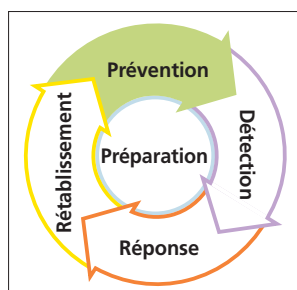 Prévention
Détection
Préparation
Rétablissement
Réponse